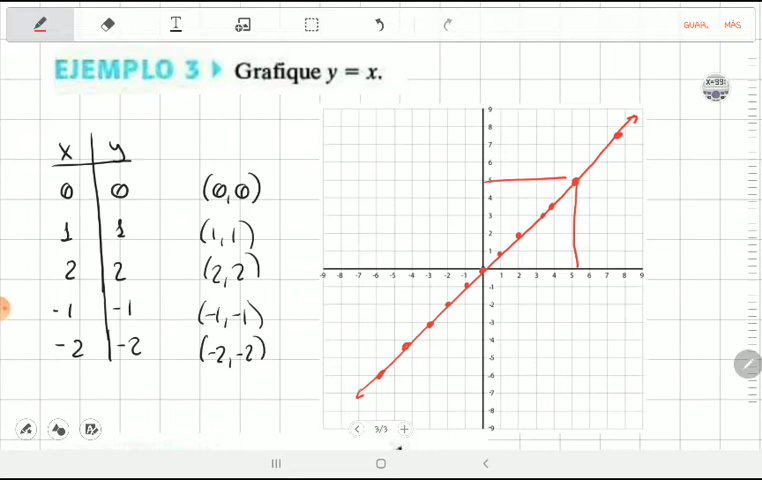 GUAR. MÁS
EJEMPLO 3 Grafique y = x.
x y
0 0 (0,0)
1 1 (1,1)
2 2 (2,2)
-1 -1 (-1,-1)
-2 -2 (-2,-2)
9
8
7
6
5
4
3
2
1
-9 -8 -7 -6 -5 -4 -3 -2 -1 1 2 3 4 5 6 7 8 9
-1
-2
-3
-4
-5
-6
-7
-8
-9
3/3